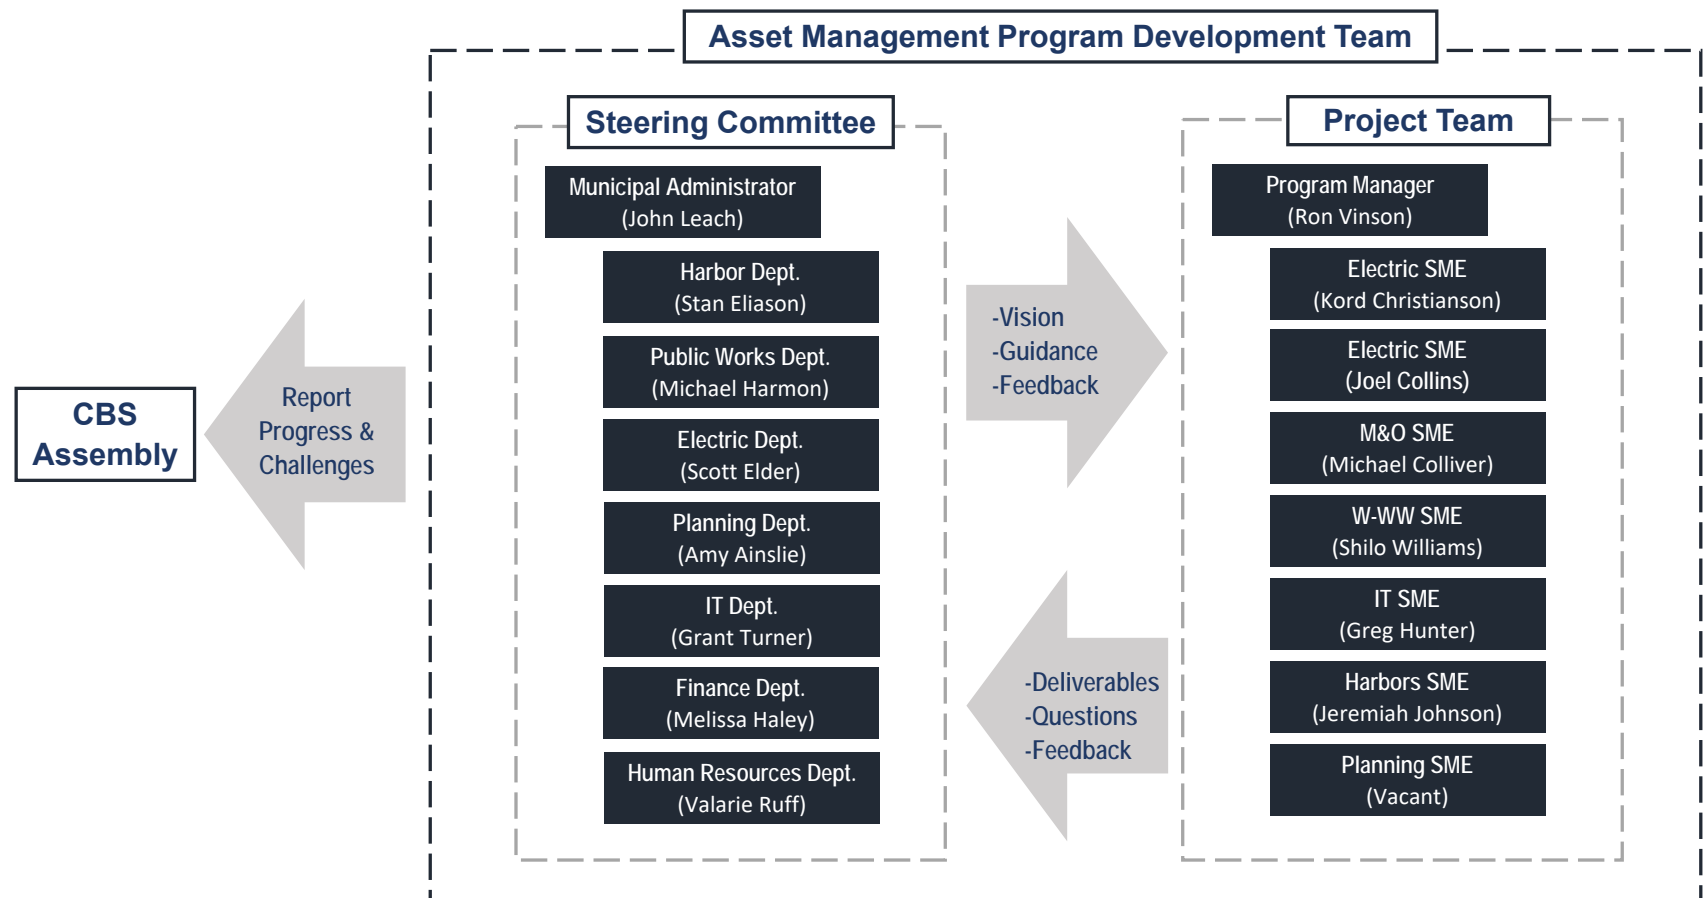 Asset Management Program Development Team
Steering Committee
Municipal Administrator
(John Leach)
Harbor Dept.
(Stan Eliason)
Public Works Dept.
(Michael Harmon)
Electric Dept.
(Scott Elder)
Planning Dept.
(Amy Ainslie)
IT Dept.
(Grant Turner)
Finance Dept.
(Melissa Haley)
Human Resources Dept.
(Valarie Ruff)
Project Team
Program Manager
(Ron Vinson)
Electric SME
(Kord Christianson)
Electric SME
(Joel Collins)
M&O SME
(Michael Colliver)
W-WW SME
(Shilo Williams)
IT SME
(Greg Hunter)
Harbors SME
(Jeremiah Johnson)
Planning SME
(Vacant)
-Vision
-Guidance
-Feedback
-Deliverables
-Questions
-Feedback
Report
Progress &
Challenges
CBS
Assembly